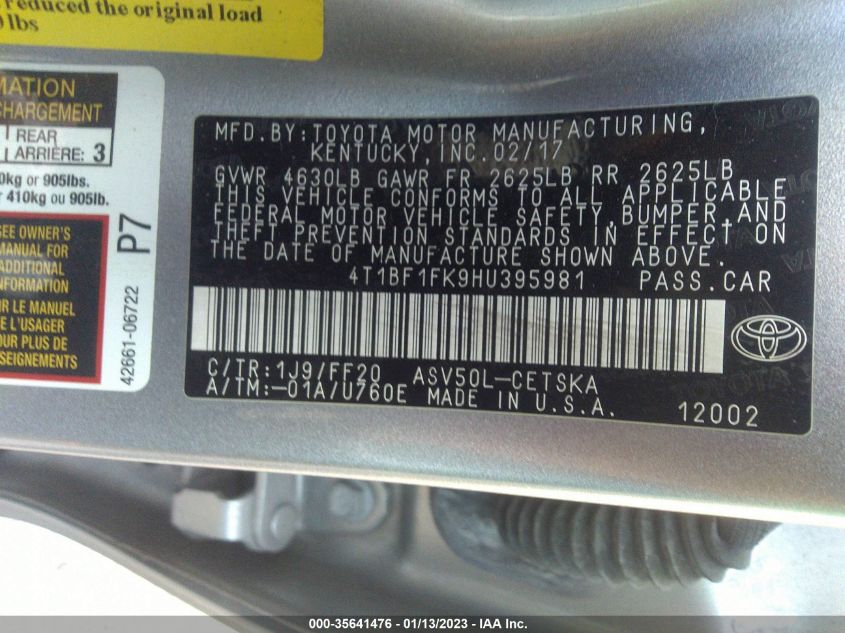 reduced the original load
lbs
MATION
CHARGEMENT
REAR
ARRIÈRE: 3
kg or 905lbs.
410kg ou 905lb.
SEE OWNER'S
MANUAL FOR
ADDITIONAL
INFORMATION
IR LE MANUEL
L'USAGER
POUR PLUS DE
SEIGNEMENTS
P7
42661-06722
MFD.BY:TOYOTA MOTOR MANUFACTURING,
KENTUCKY,INC.02/17
GVWR 4630LB GAWR FR 2625LB RR 2625LB
THIS VEHICLE CONFORMS TO ALL APPLICABLE
FEDERAL MOTOR VEHICLE SAFETY,BUMPER,AND
THEFT PREVENTION STANDARDS IN EFFECT ON
THE DATE OF MANUFACTURE SHOWN ABOVE.
4T1BF1FK9HU395981 PASS.CAR
C/TR:1J9/FF20 ASV50L-CETSKA
A/TM:-01A/U760E MADE IN U.S.A. 12002
000-35641476 / 01/13/2023 - IAA Inc.